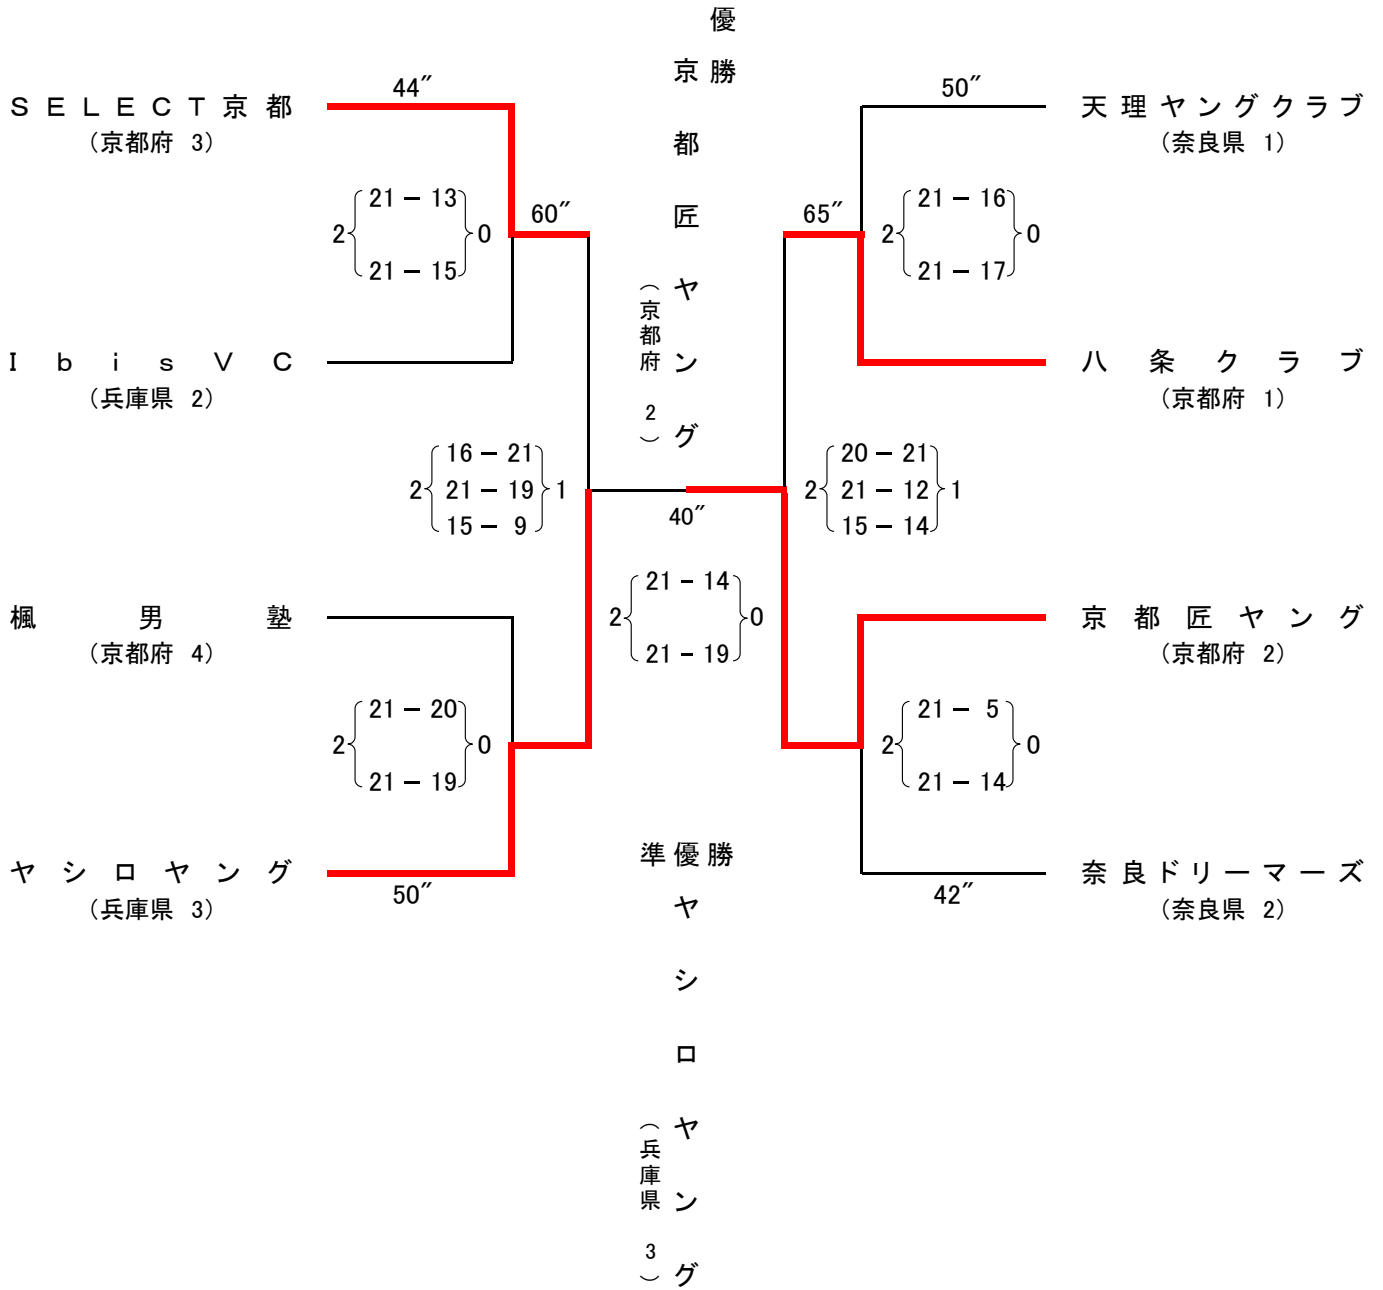 優勝
京都匠ヤング
（京都府 2）
SELECT京都
（京都府 3）
44″
2 21 － 13 0
21 － 15
60″
IbisVC
（兵庫県 2）
2 16 － 21 1
21 － 19
15 － 9
楓男塾
（京都府 4）
2 21 － 20 0
21 － 19
ヤシロヤング
（兵庫県 3）
50″
40″
2 21 － 14 0
21 － 19
50″
天理ヤングクラブ
（奈良県 1）
65″
2 21 － 16 0
21 － 17
八条クラブ
（京都府 1）
2 20 － 21 1
21 － 12
15 － 14
京都匠ヤング
（京都府 2）
2 21 － 5 0
21 － 14
42″
奈良ドリーマーズ
（奈良県 2）
準優勝
ヤシロヤング
（兵庫県 3）